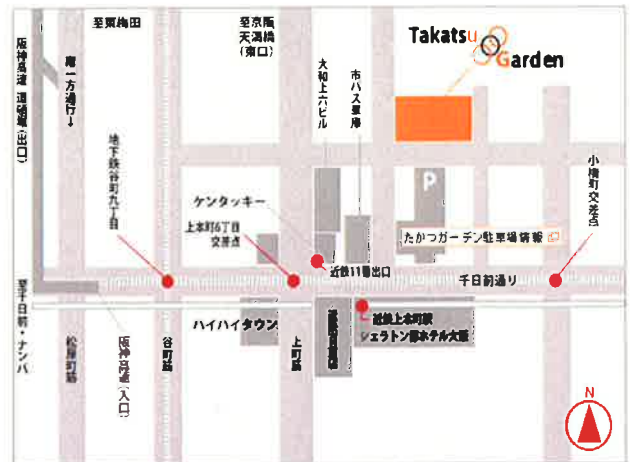 至東梅田
至京阪
天満橋
(東口)
Takatsu
Garden
阪神高速 道頓堀(出口)
南一方通行→
大和上六ビル
市バス車庫
地下鉄谷町九丁目
小橋町交差点
ケンタッキー
P
上本町6丁目
交差点
たかつガーデン駐車場情報
近鉄11番出口
千日前通り
至千日前・ナンバ
ハイハイタウン
近鉄上本町駅
シェラトン都ホテル大阪
松屋町筋
阪神高速(入口)
谷町筋
上町筋
N